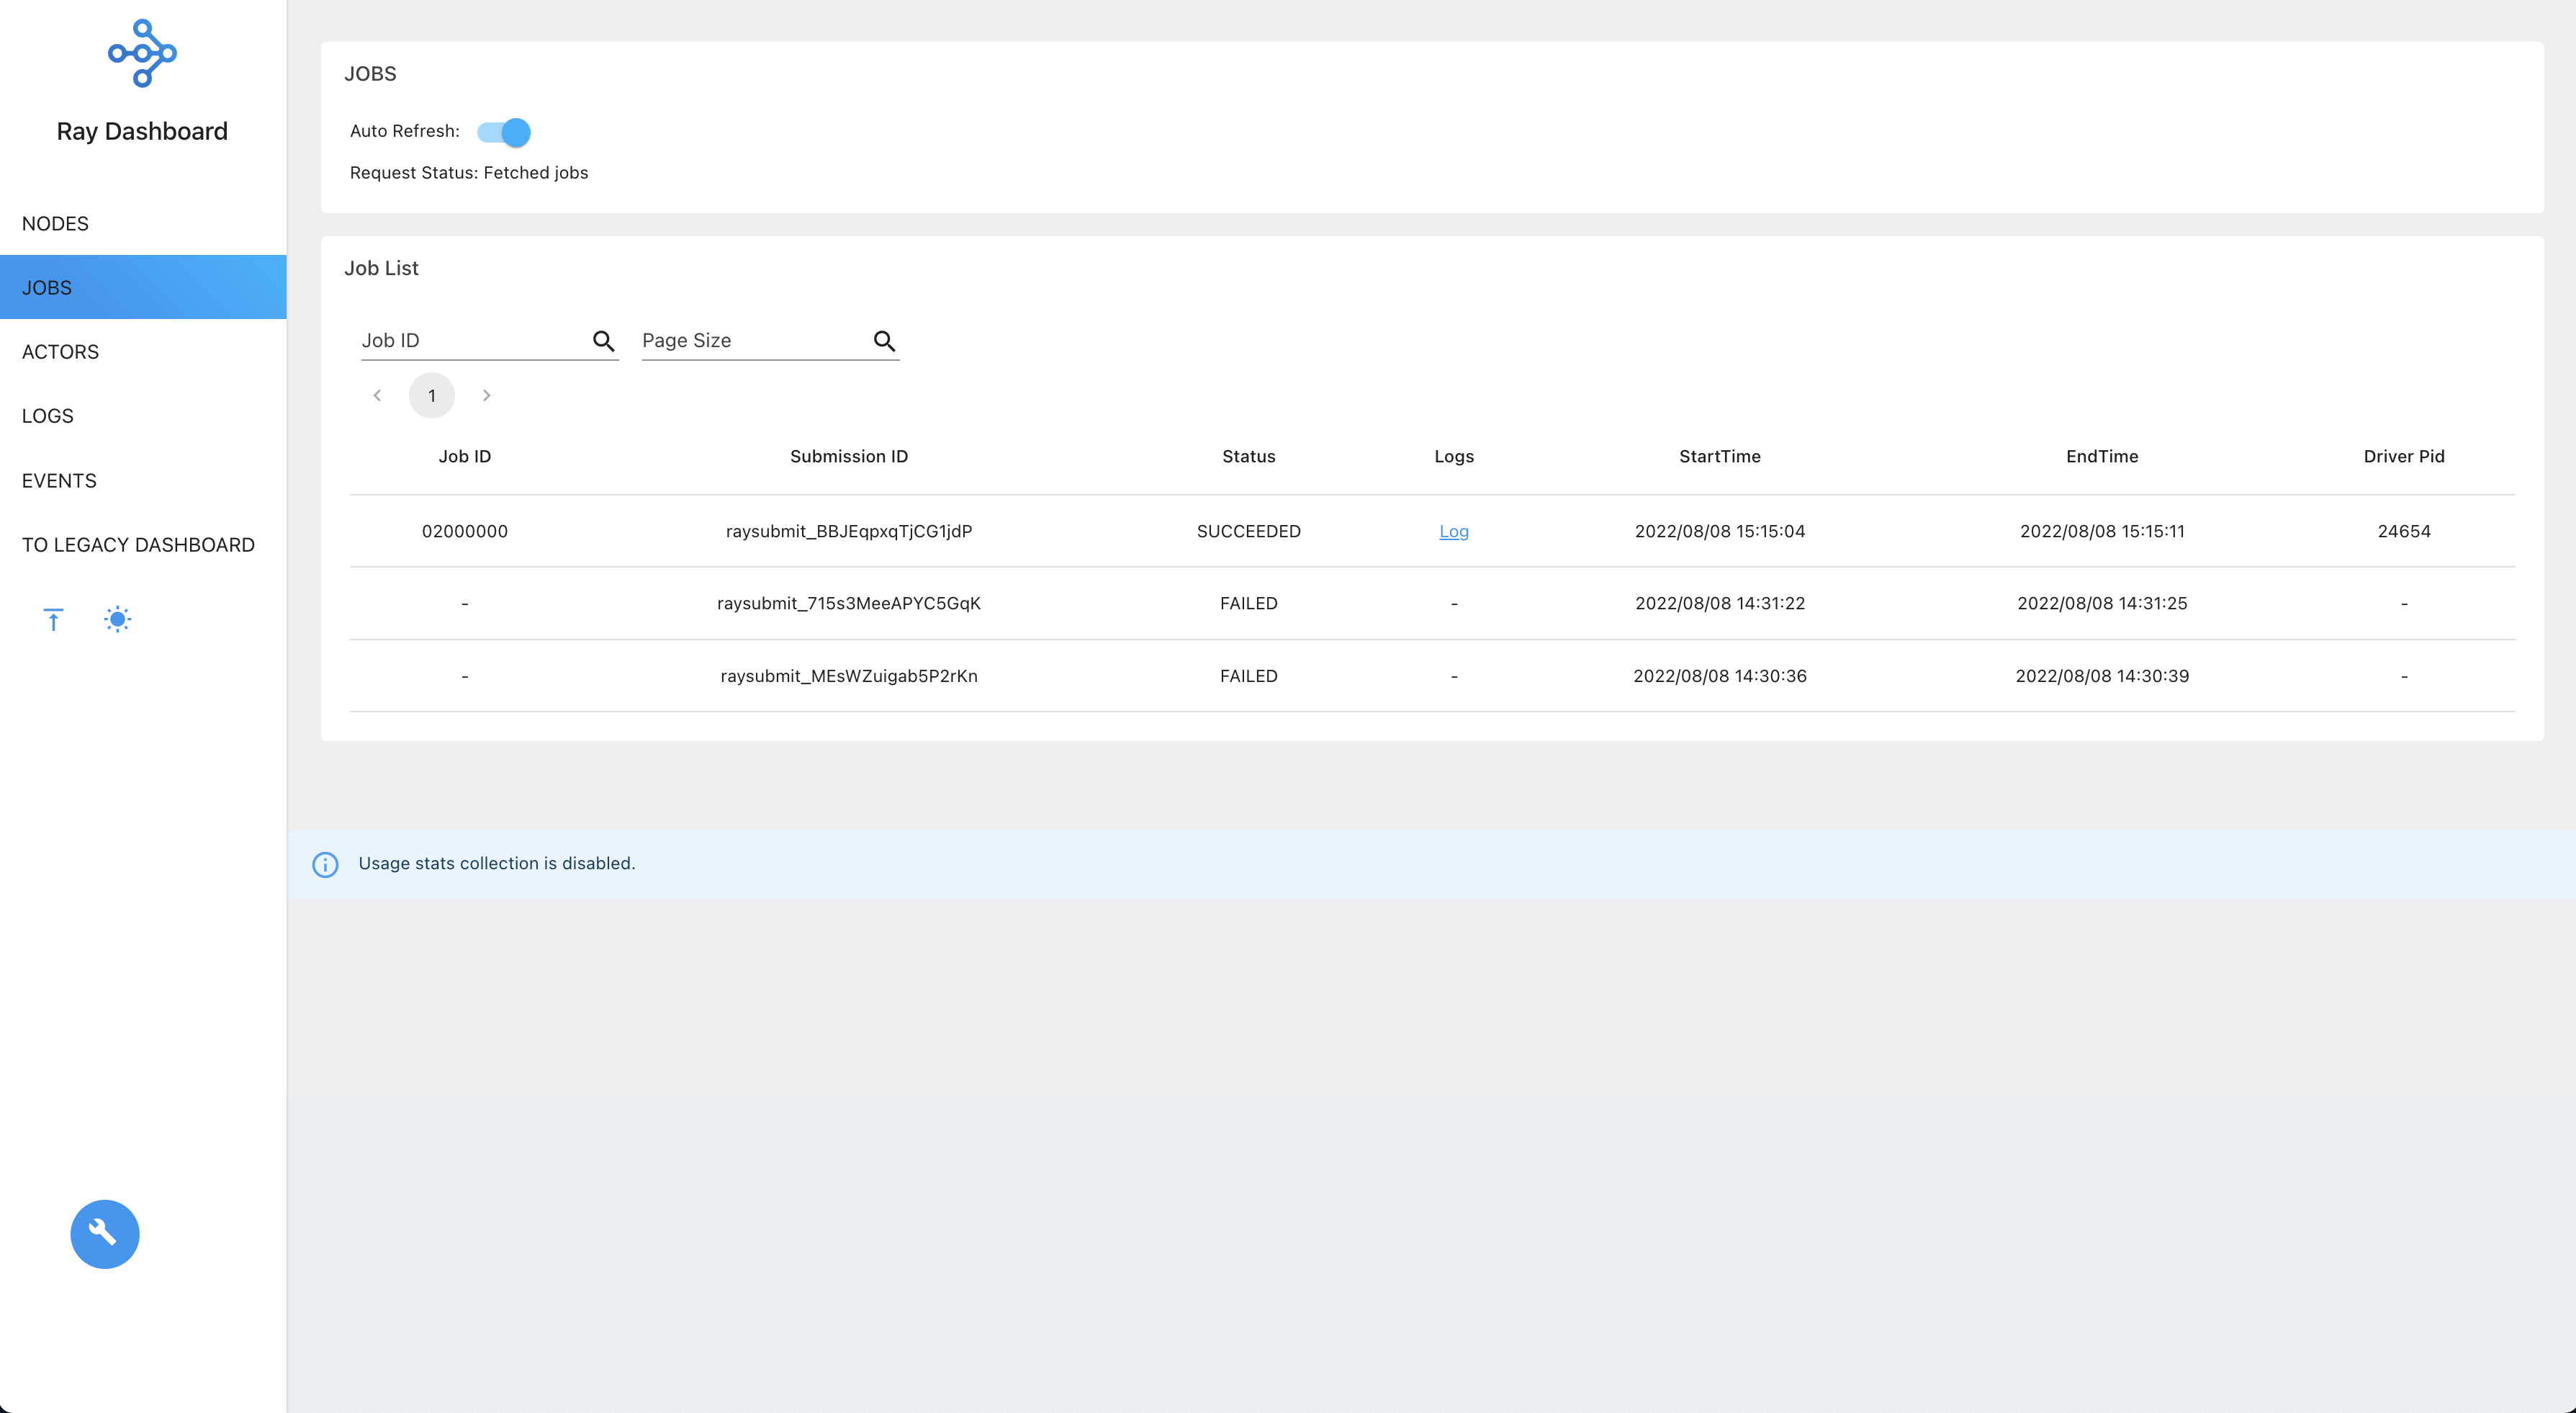 Ray Dashboard
NODES
JOBS
ACTORS
LOGS
EVENTS
TO LEGACY DASHBOARD
JOBS
Auto Refresh:
Request Status: Fetched jobs
Job List
Job ID Page Size
1
Job ID Submission ID Status Logs StartTime EndTime Driver Pid
02000000 raysubmit_BBJEqpxqTjCG1jdP SUCCEEDED Log 2022/08/08 15:15:04 2022/08/08 15:15:11 24654
- raysubmit_715s3MeeAPYC5GqK FAILED - 2022/08/08 14:31:22 2022/08/08 14:31:25 -
- raysubmit_MEsWZuigab5P2rKn FAILED - 2022/08/08 14:30:36 2022/08/08 14:30:39 -
Usage stats collection is disabled.